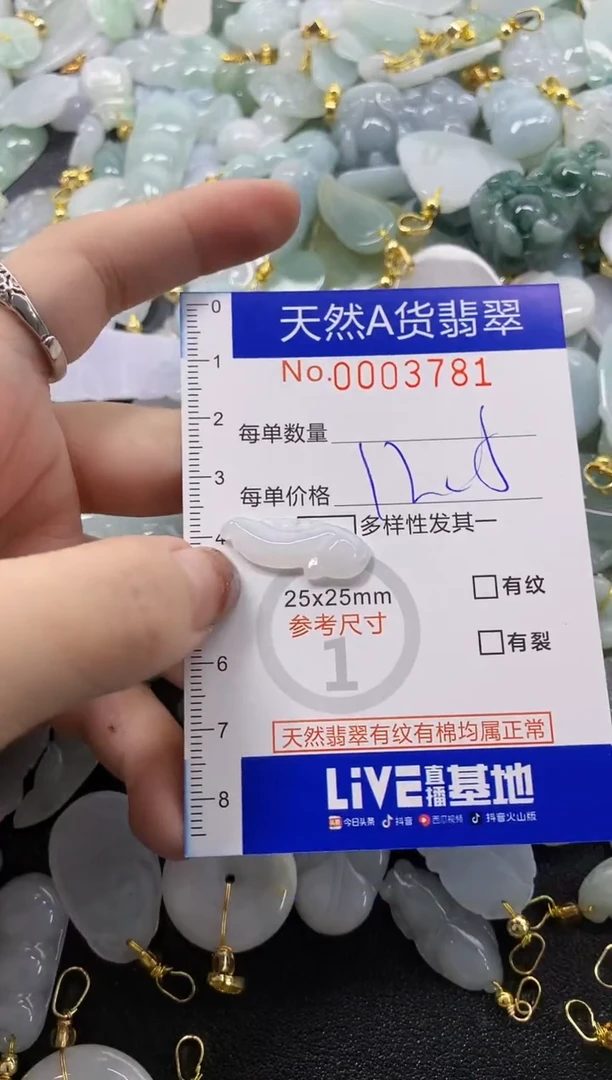 0
天然A货翡翠
1
No.0003781
2
每单数量
3
每单价格
4
多样性发其一
25x25mm
有纹
参考尺寸
1
有裂
6
7
天然翡翠有纹有棉均属正常
8
LiVE直播基地
今日头条 抖音 西瓜视频 抖音火山版